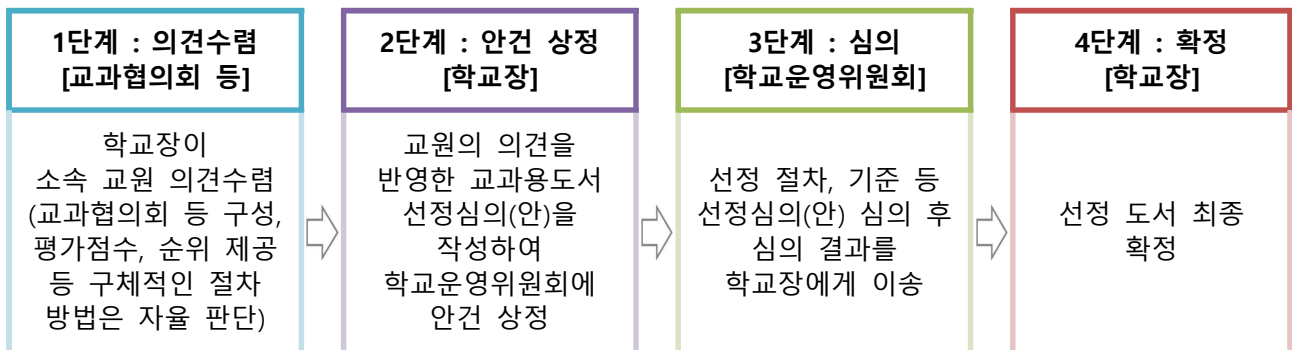 1단계 : 의견수렴
[교과협의회 등]
학교장이
소속 교원 의견수렴
(교과협의회 등 구성,
평가점수, 순위 제공
등 구체적인 절차
방법은 자율 판단)
2단계 : 안건 상정
[학교장]
교원의 의견을
반영한 교과용도서
선정심의(안)을
작성하여
학교운영위원회에
안건 상정
3단계 : 심의
[학교운영위원회]
선정 절차, 기준 등
선정심의(안) 심의 후
심의 결과를
학교장에게 이송
4단계 : 확정
[학교장]
선정 도서 최종
확정